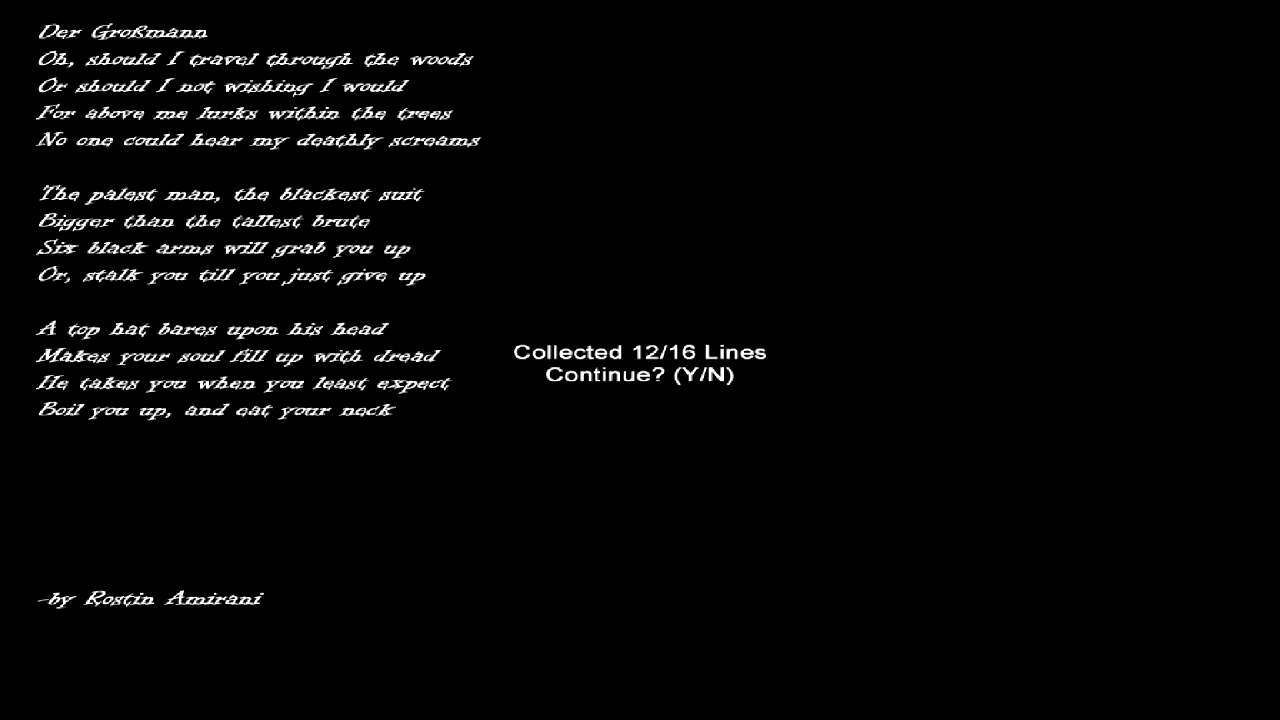 Der Großmann
Oh, should I travel through the woods
Or should I not wishing I would
For above me lurks within the trees
No one could hear my deathly screams

The palest man, the blackest suit
Bigger than the tallest brute
Six black arms will grab you up
Or, stalk you till you just give up

A top hat bares upon his head
Makes your soul fill up with dread
He takes you when you least expect
Boil you up, and eat your neck

Collected 12/16 Lines
Continue? (Y/N)

-by Rostin Amirani